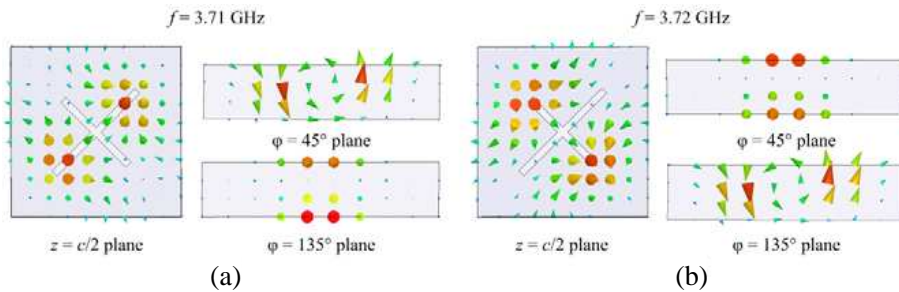 f = 3.71 GHz
φ = 45° plane
z = c/2 plane
φ = 135° plane
(a)
f = 3.72 GHz
φ = 45° plane
z = c/2 plane
φ = 135° plane
(b)